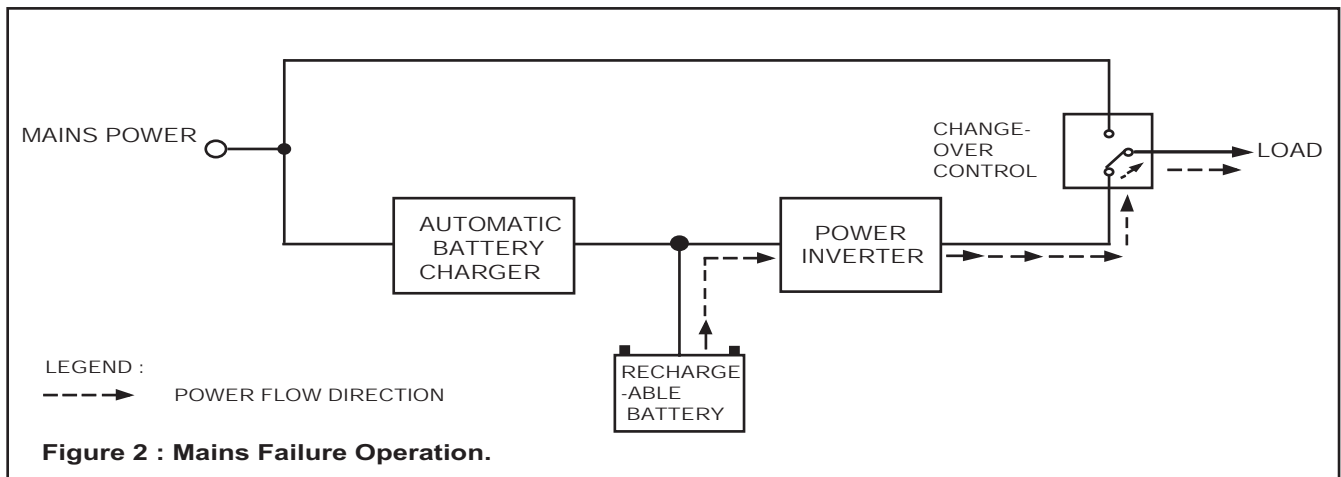 MAINS POWER
CHANGE-
OVER
CONTROL
LOAD
AUTOMATIC
BATTERY
CHARGER
POWER
INVERTER
RECHARGE
-ABLE
BATTERY
LEGEND :
POWER FLOW DIRECTION
Figure 2 : Mains Failure Operation.